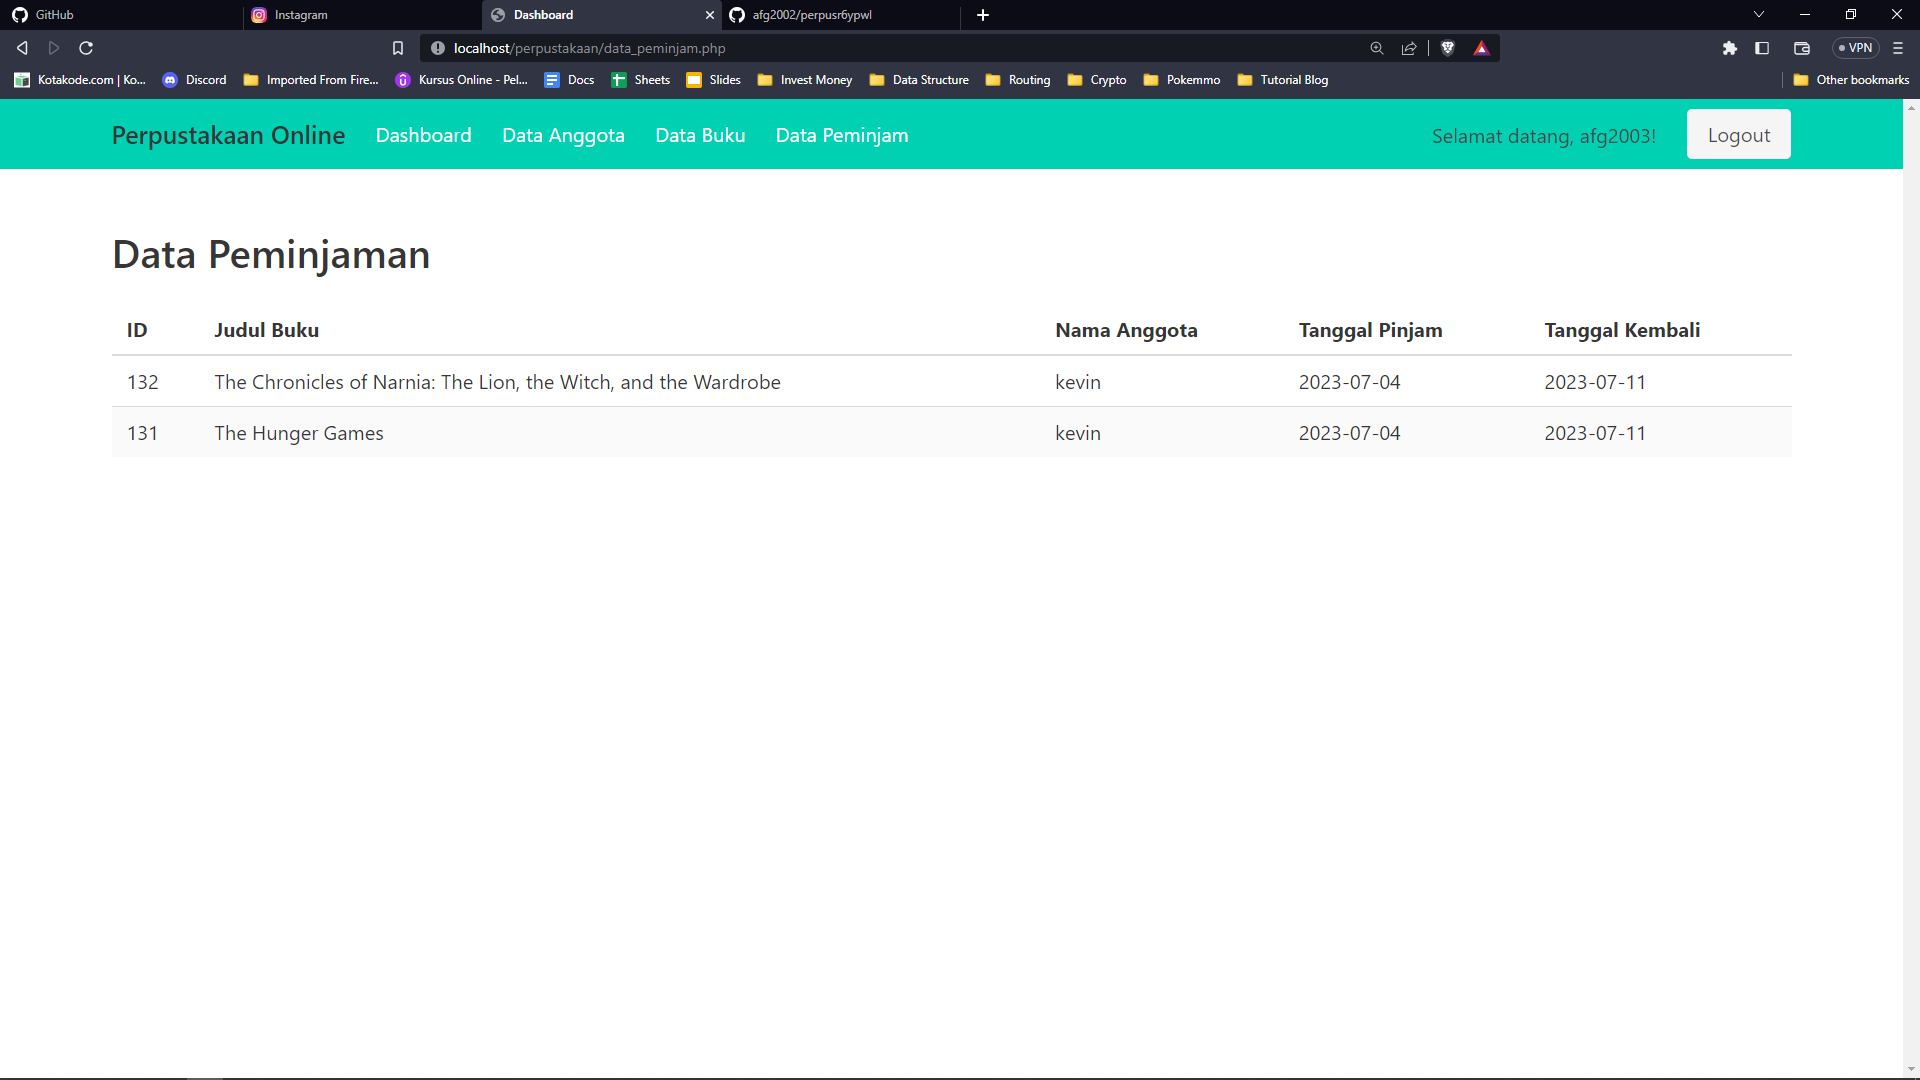 GitHub Instagram Dashboard afg2002/perpusr6ypwl
localhost/perpustakaan/data_peminjam.php VPN
Kotakode.com | Ko... Discord Imported From Fire... Kursus Online - Pel... Docs Sheets Slides Invest Money Data Structure Routing Crypto Pokemmo Tutorial Blog Other bookmarks
Perpustakaan Online Dashboard Data Anggota Data Buku Data Peminjam Selamat datang, afg2003! Logout
Data Peminjaman
ID Judul Buku Nama Anggota Tanggal Pinjam Tanggal Kembali
132 The Chronicles of Narnia: The Lion, the Witch, and the Wardrobe kevin 2023-07-04 2023-07-11
131 The Hunger Games kevin 2023-07-04 2023-07-11